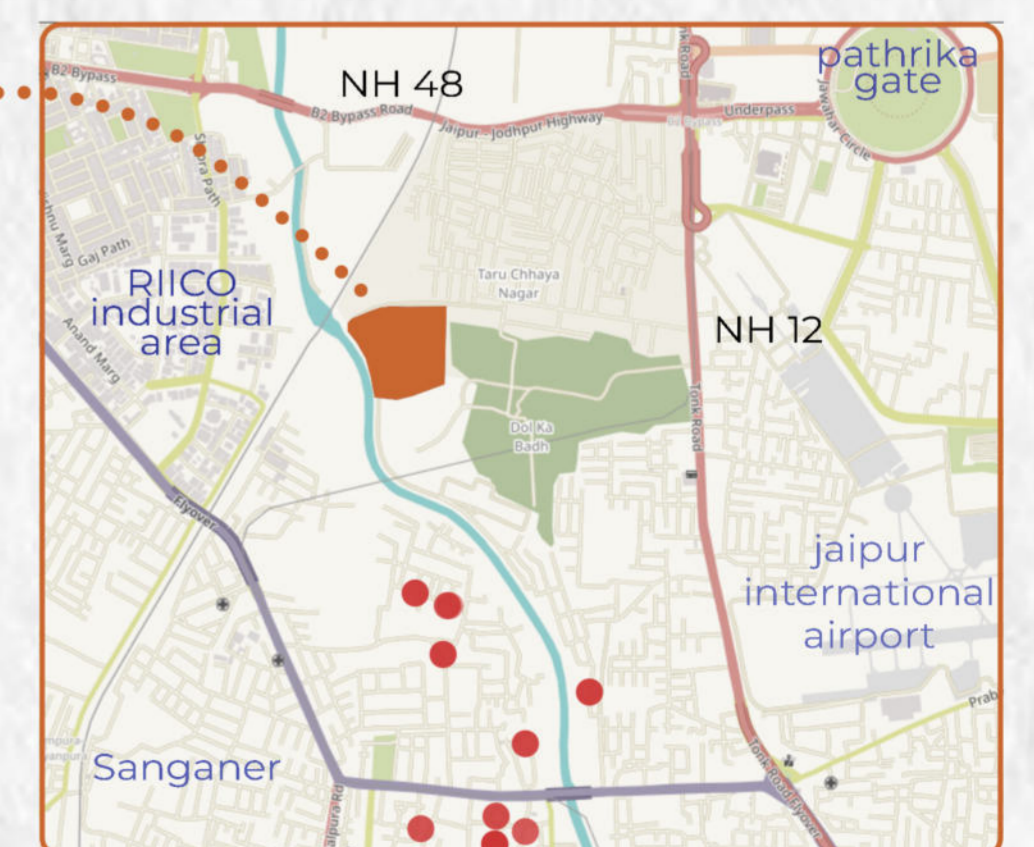 pathrika
gate
B2 Bypass
NH 48
B2 Bypass Road
Jaipur - Jodhpur Highway
Underpass
Jawahar Circle
Shipra Path
Gaj Path
RIICO
industrial
area
Taru Chhaya
Nagar
NH 12
Anand Marg
Tonk Road
Dol Ka
Badh
Flyover
jaipur
international
airport
Sanganer
Tonk Road Flyover